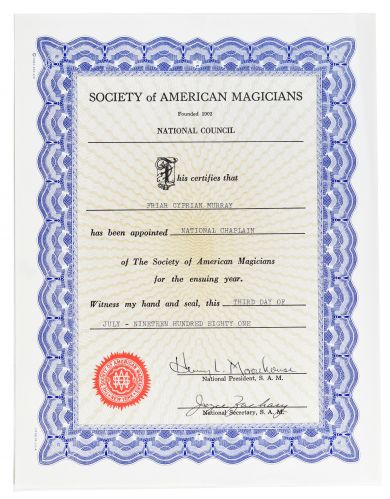 SOCIETY of AMERICAN MAGICIANS
Founded 1902
NATIONAL COUNCIL
This certifies that
FRIAR CYPRIAN MURRAY
has been appointed NATIONAL CHAPLAIN
of The Society of American Magicians
for the ensuing year.
Witness my hand and seal, this THIRD DAY OF
JULY - NINETEEN HUNDRED EIGHTY ONE
Henry L. Moorehouse
National President, S. A. M.
National Secretary, S. A. M.